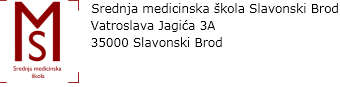 MS
Srednja medicinska
škola
Srednja medicinska škola Slavonski Brod
Vatroslava Jagića 3A
35000 Slavonski Brod